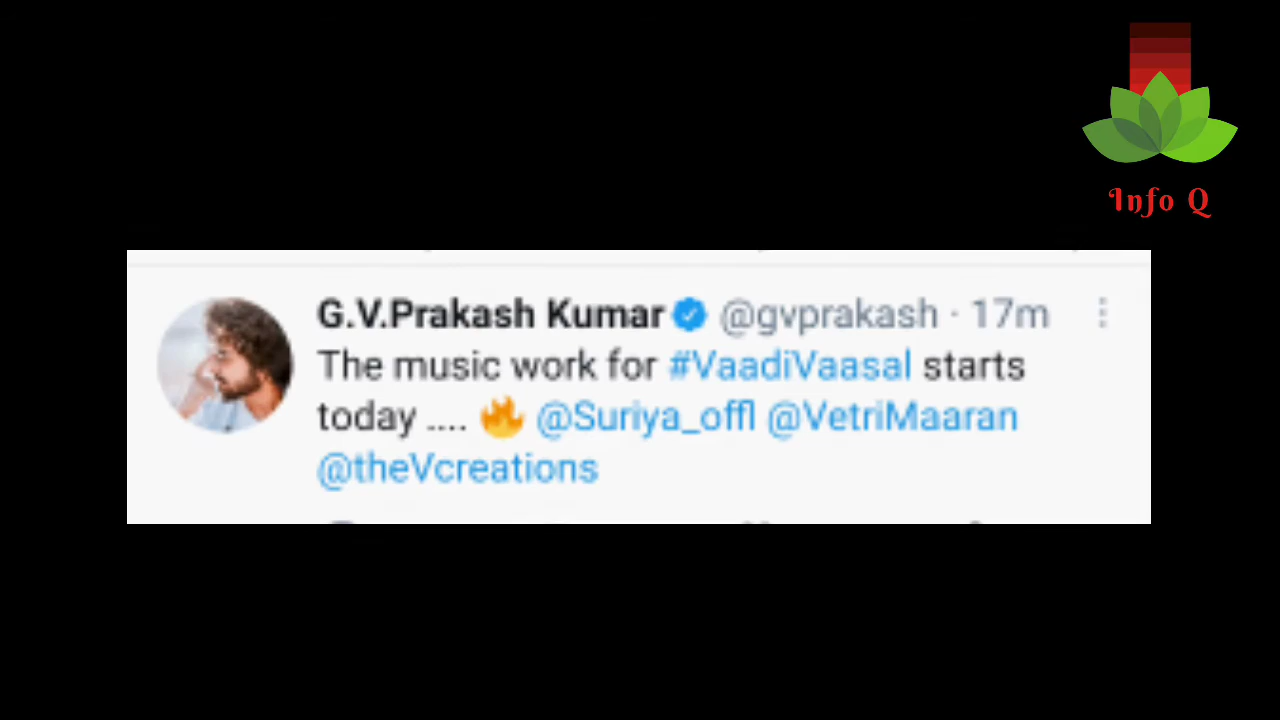 Info Q
G.V.Prakash Kumar @gvprakash · 17m
The music work for #VaadiVaasal starts
today .... 🔥 @Suriya_offl @VetriMaaran
@theVcreations